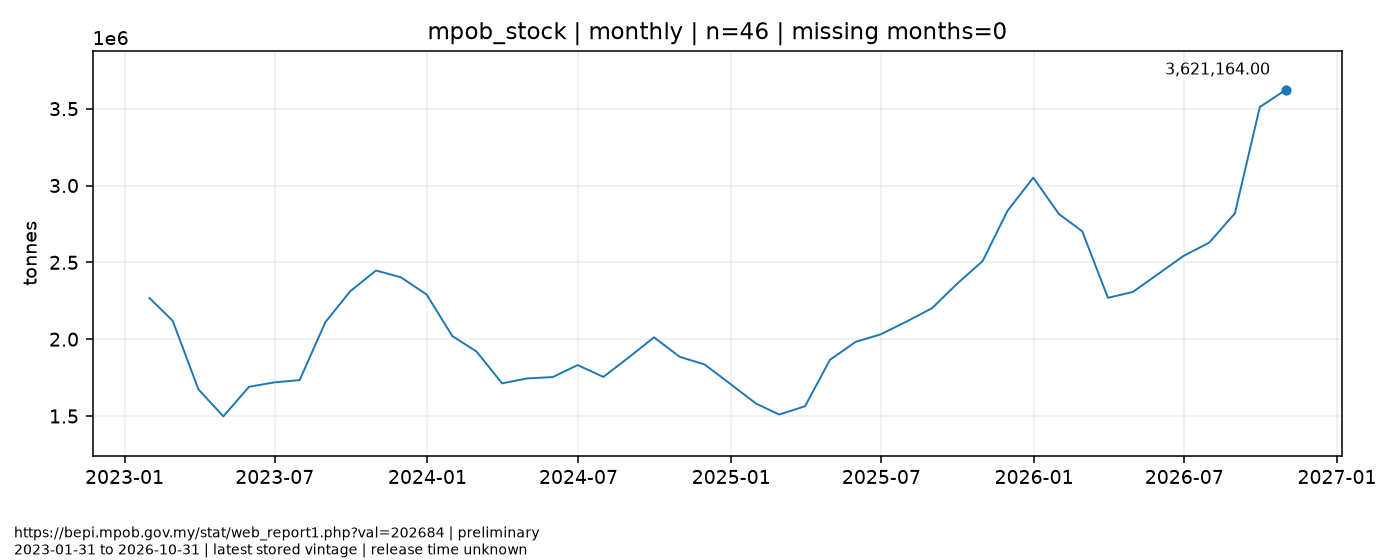 mpob_stock | monthly | n=46 | missing months=0
1e6
3,621,164.00
3.5
3.0
2.5
2.0
1.5
tonnes
2023-01 2023-07 2024-01 2024-07 2025-01 2025-07 2026-01 2026-07 2027-01
https://bepi.mpob.gov.my/stat/web_report1.php?val=202684 | preliminary
2023-01-31 to 2026-10-31 | latest stored vintage | release time unknown